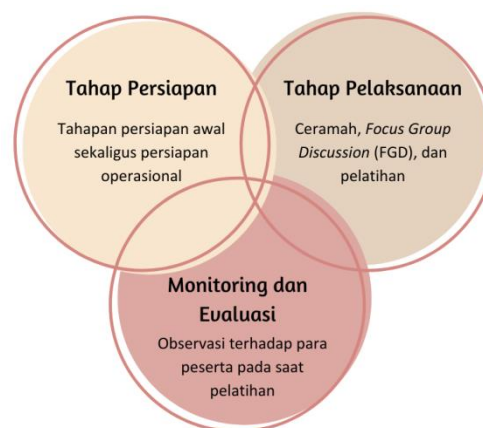 Tahap Persiapan
Tahapan persiapan awal
sekaligus persiapan
operasional
Tahap Pelaksanaan
Ceramah, Focus Group
Discussion (FGD), dan
pelatihan
Monitoring dan
Evaluasi
Observasi terhadap para
peserta pada saat
pelatihan